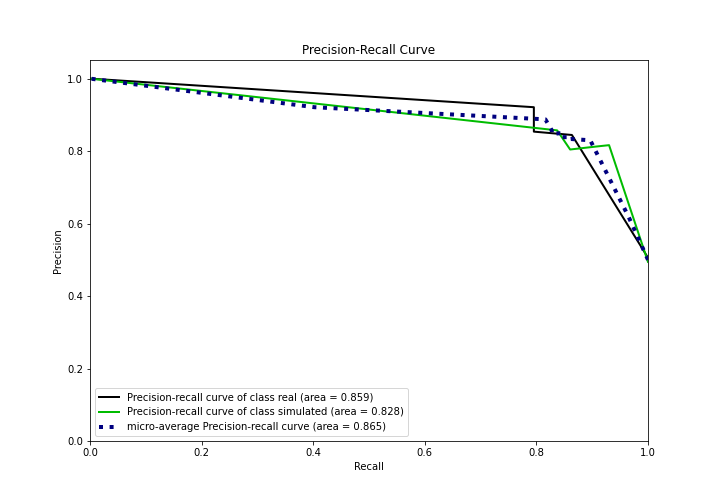 Precision-Recall Curve
1.0
0.8
0.6
0.4
0.2
0.0
Precision
Precision-recall curve of class real (area = 0.859)
Precision-recall curve of class simulated (area = 0.828)
micro-average Precision-recall curve (area = 0.865)
0.0 0.2 0.4 0.6 0.8 1.0
Recall